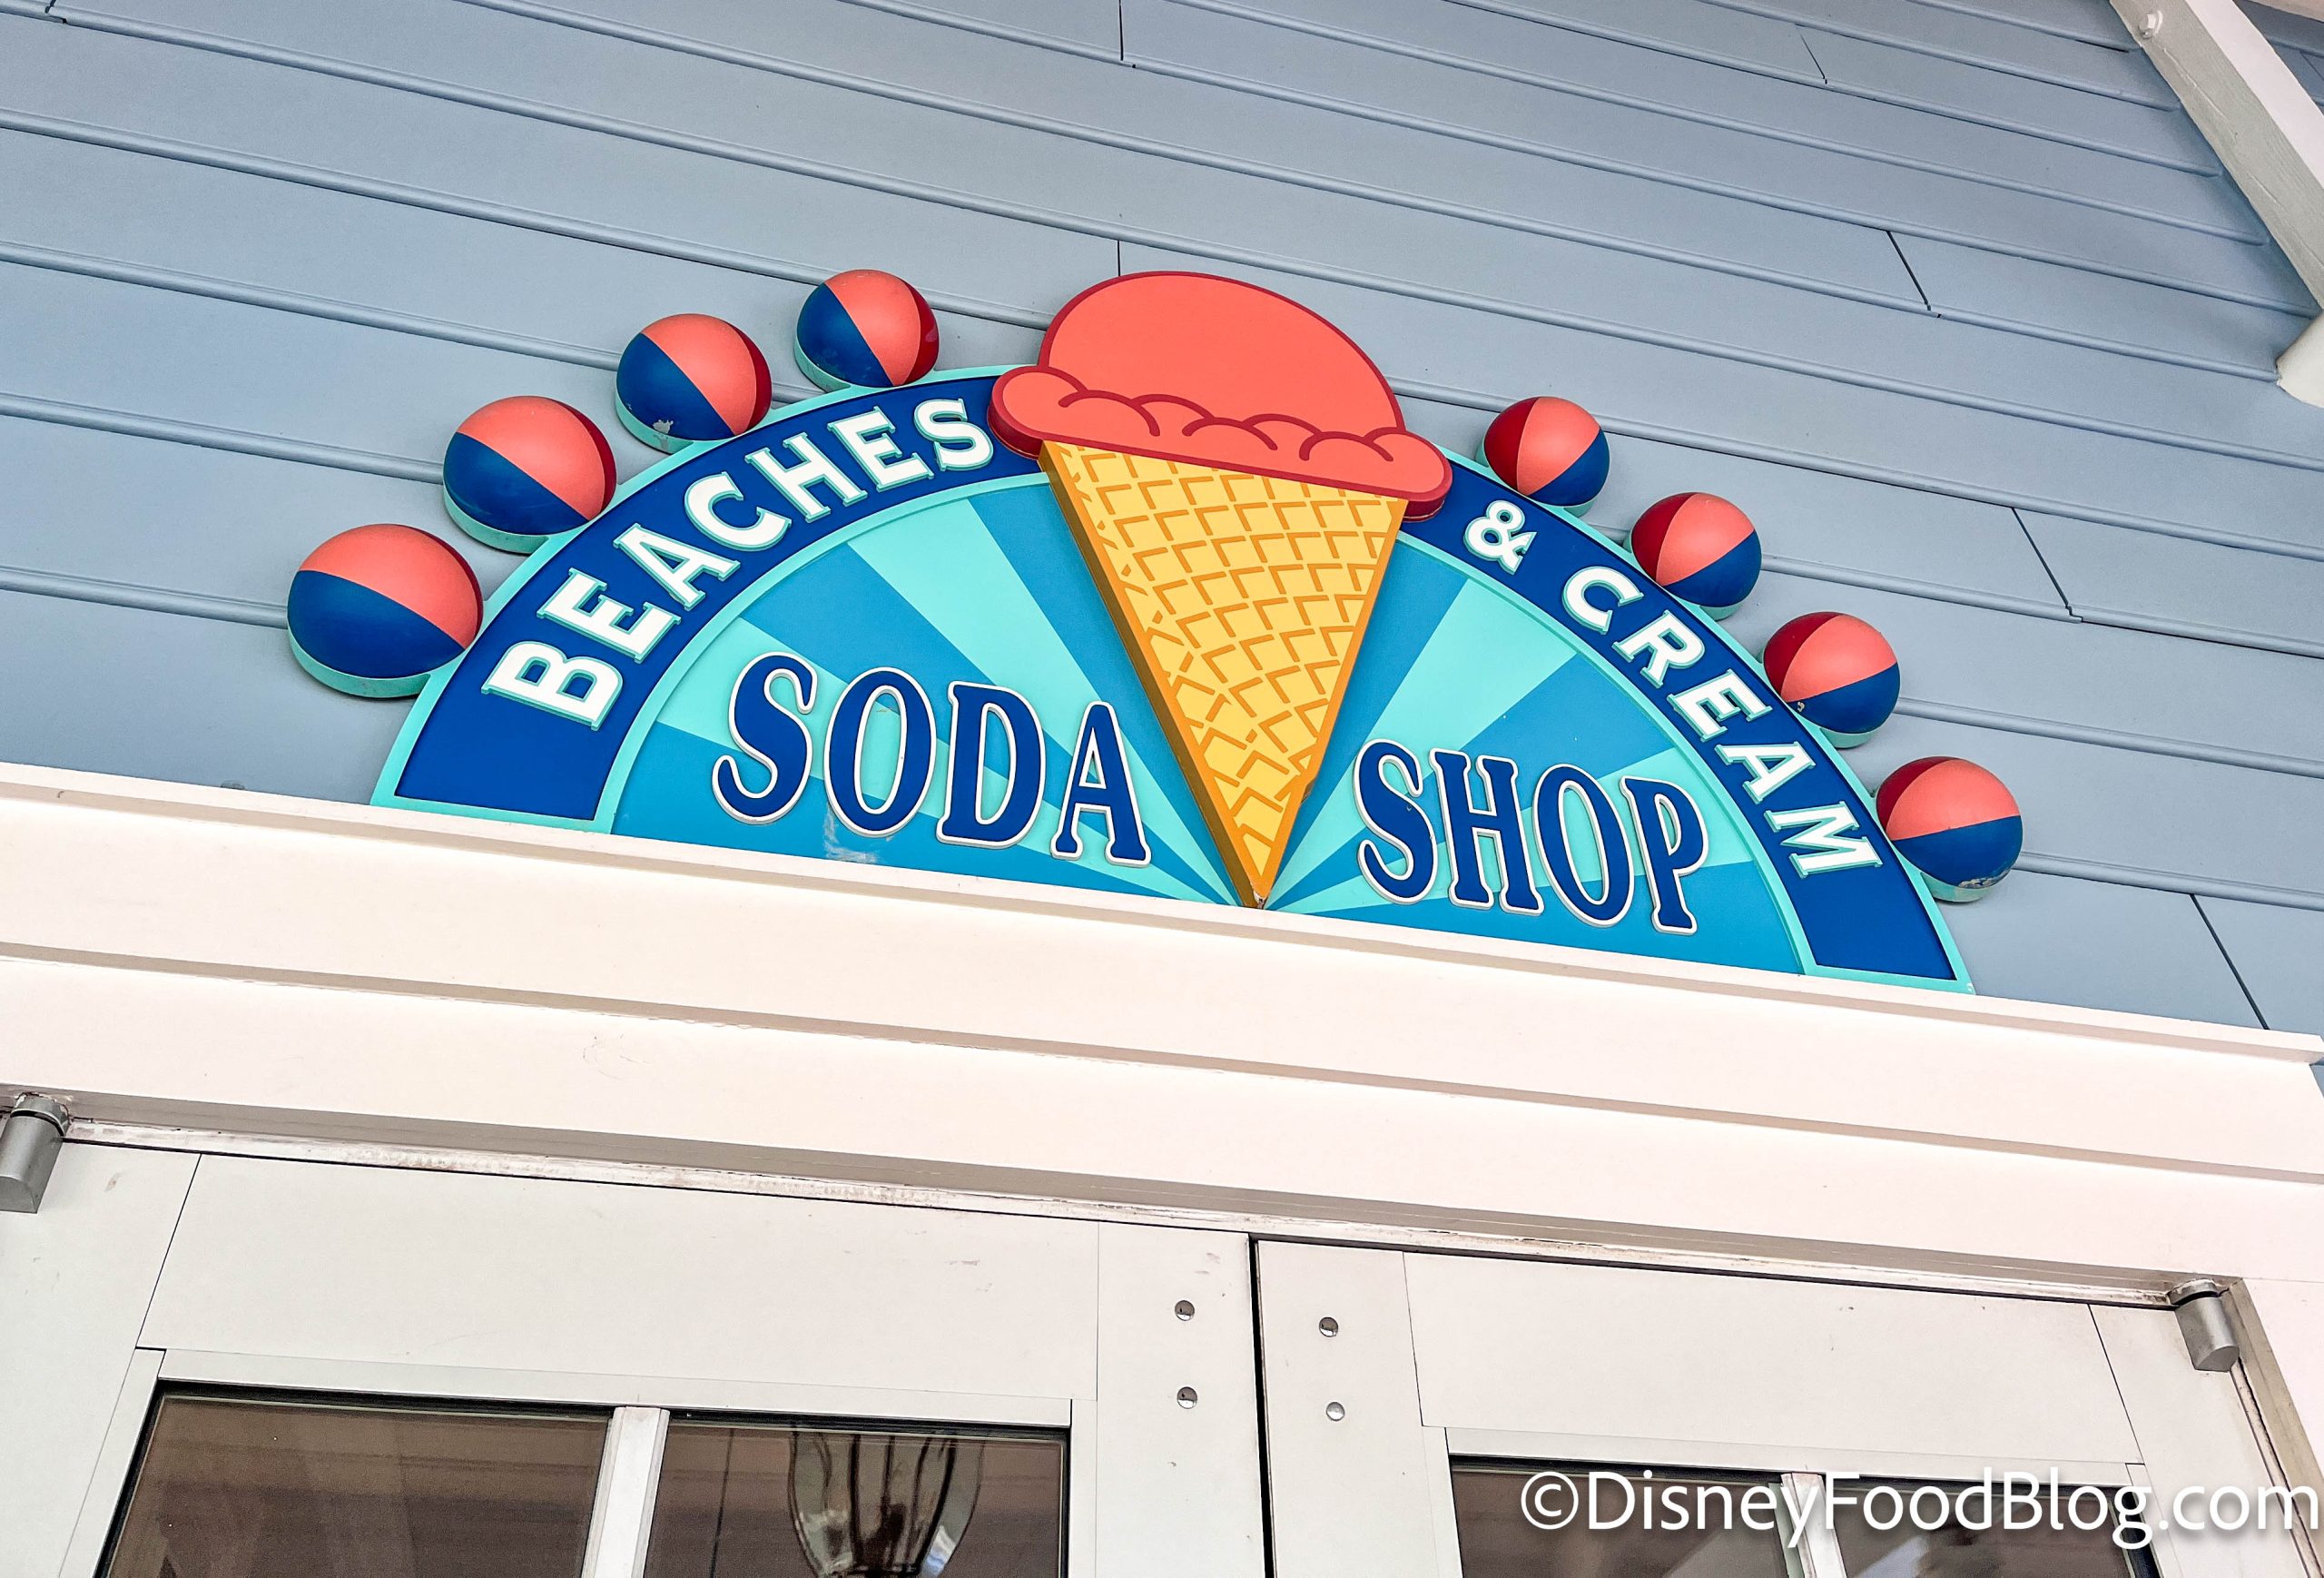 BEACHES & CREAM
SODA SHOP
©DisneyFoodBlog.com